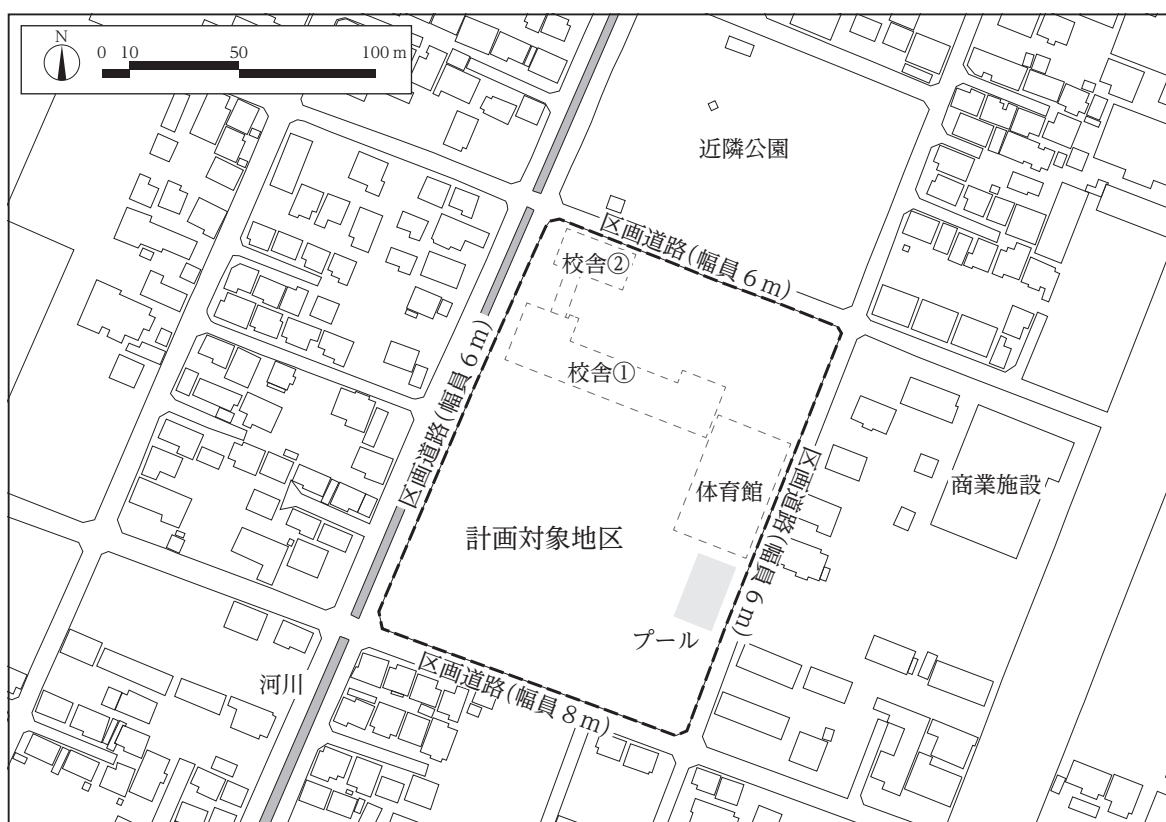 N
0 10 50 100 m
近隣公園
区画道路(幅員6m)
校舎②
校舎①
区画道路(幅員6m)
体育館
商業施設
区画道路(幅員6m)
計画対象地区
プール
河川
区画道路(幅員8m)